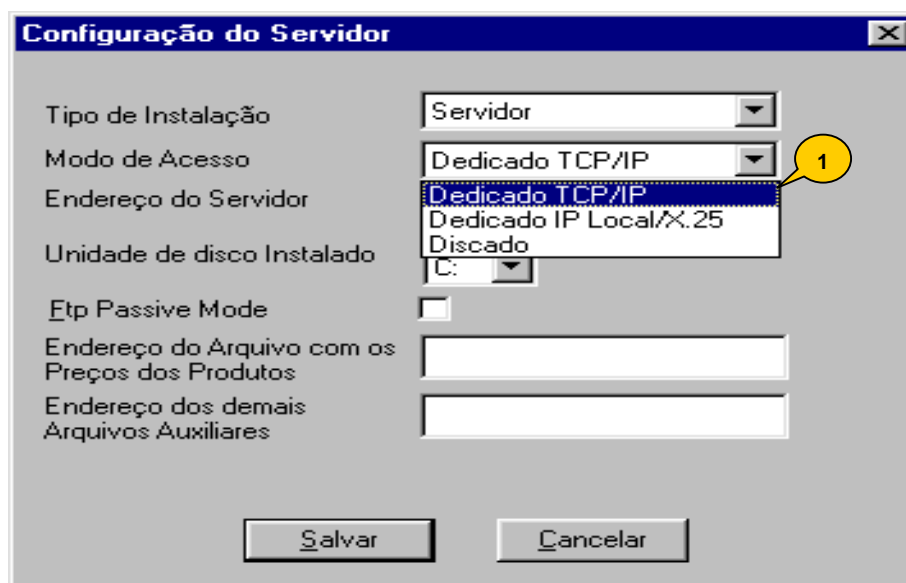 Configuração do Servidor
Tipo de Instalação
Servidor
Modo de Acesso
Dedicado TCP/IP
1
Endereço do Servidor
Dedicado TCP/IP
Dedicado IP Local/X.25
Discado
Unidade de disco Instalado
C:
Ftp Passive Mode
Endereço do Arquivo com os
Preços dos Produtos
Endereço dos demais
Arquivos Auxiliares
Salvar
Cancelar